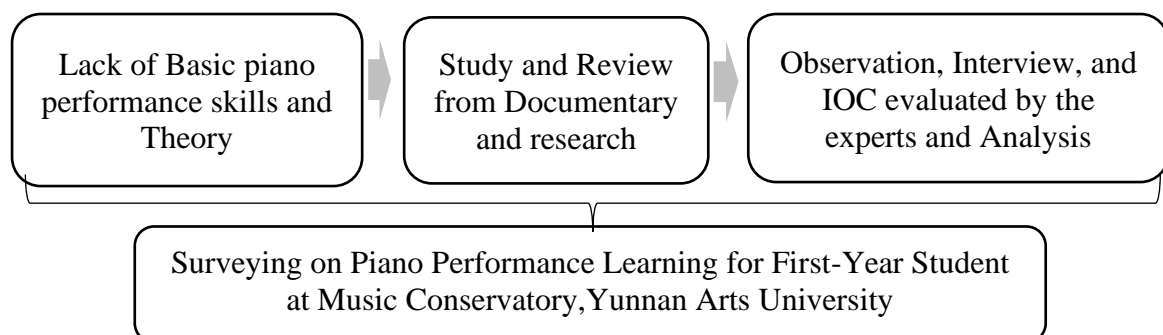 Lack of Basic piano
performance skills and
Theory
Study and Review
from Documentary
and research
Observation, Interview, and
IOC evaluated by the
experts and Analysis
Surveying on Piano Performance Learning for First-Year Student
at Music Conservatory,Yunnan Arts University